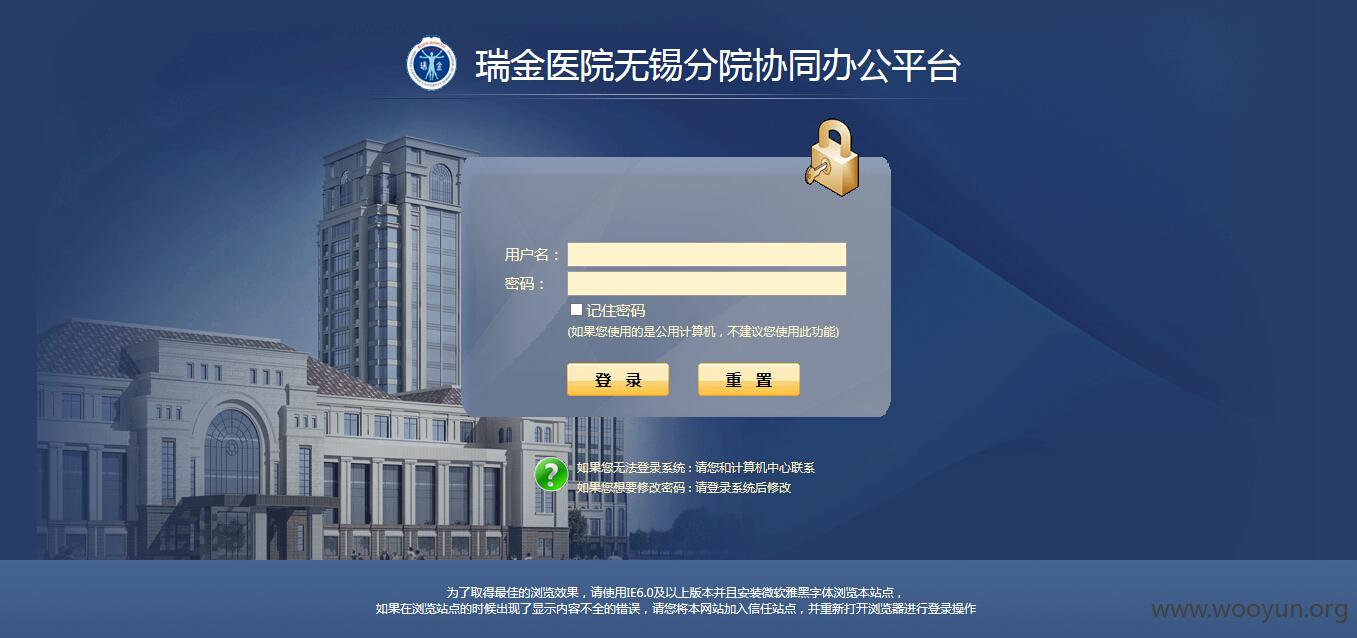 瑞金医院无锡分院协同办公平台
瑞金
用户名：
密码：
记住密码
(如果您使用的是公用计算机，不建议您使用此功能)
登 录
重 置
如果您无法登录系统：请您和计算机中心联系
如果您想要修改密码：请登录系统后修改
为了取得最佳的浏览效果，请使用IE6.0及以上版本并且安装微软雅黑字体浏览本站点，
如果在浏览站点的时候出现了显示内容不全的错误，请您将本网站加入信任站点，并重新打开浏览器进行登录操作
www.wooyun.org